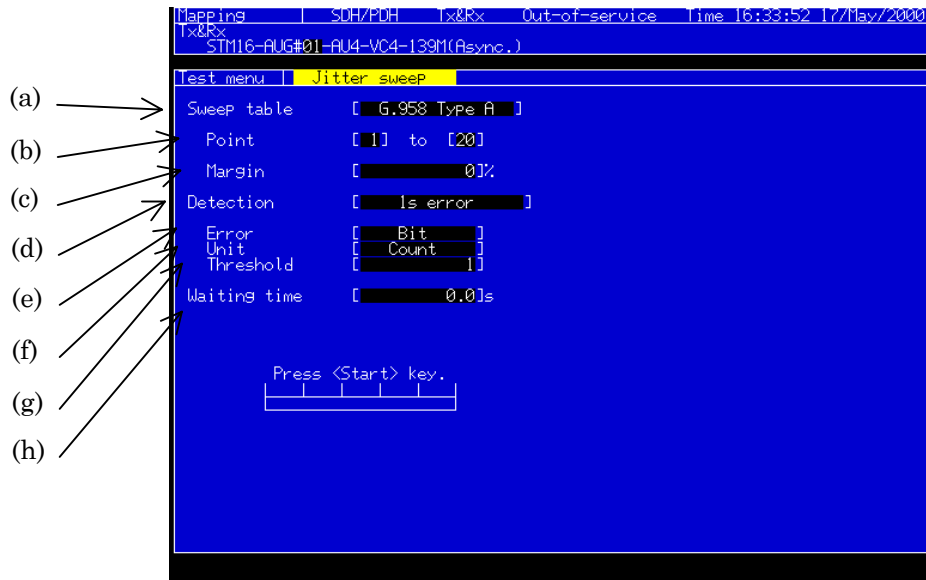 Mapping | SDH/PDH Tx&Rx Out-of-service Time 16:33:52 17/May/2000
Tx&Rx
STM16-AUG#01-AU4-VC4-139M(Async.)
Test menu | Jitter sweep
(a) Sweep table [ G.958 Type A ]
(b) Point [ 1] to [20]
(c) Margin [ 0]%
(d) Detection [ 1s error ]
(e) Error [ Bit ]
(f) Unit [ Count ]
(g) Threshold [ 1]
(h) Waiting time [ 0.0]s
Press <Start> key.